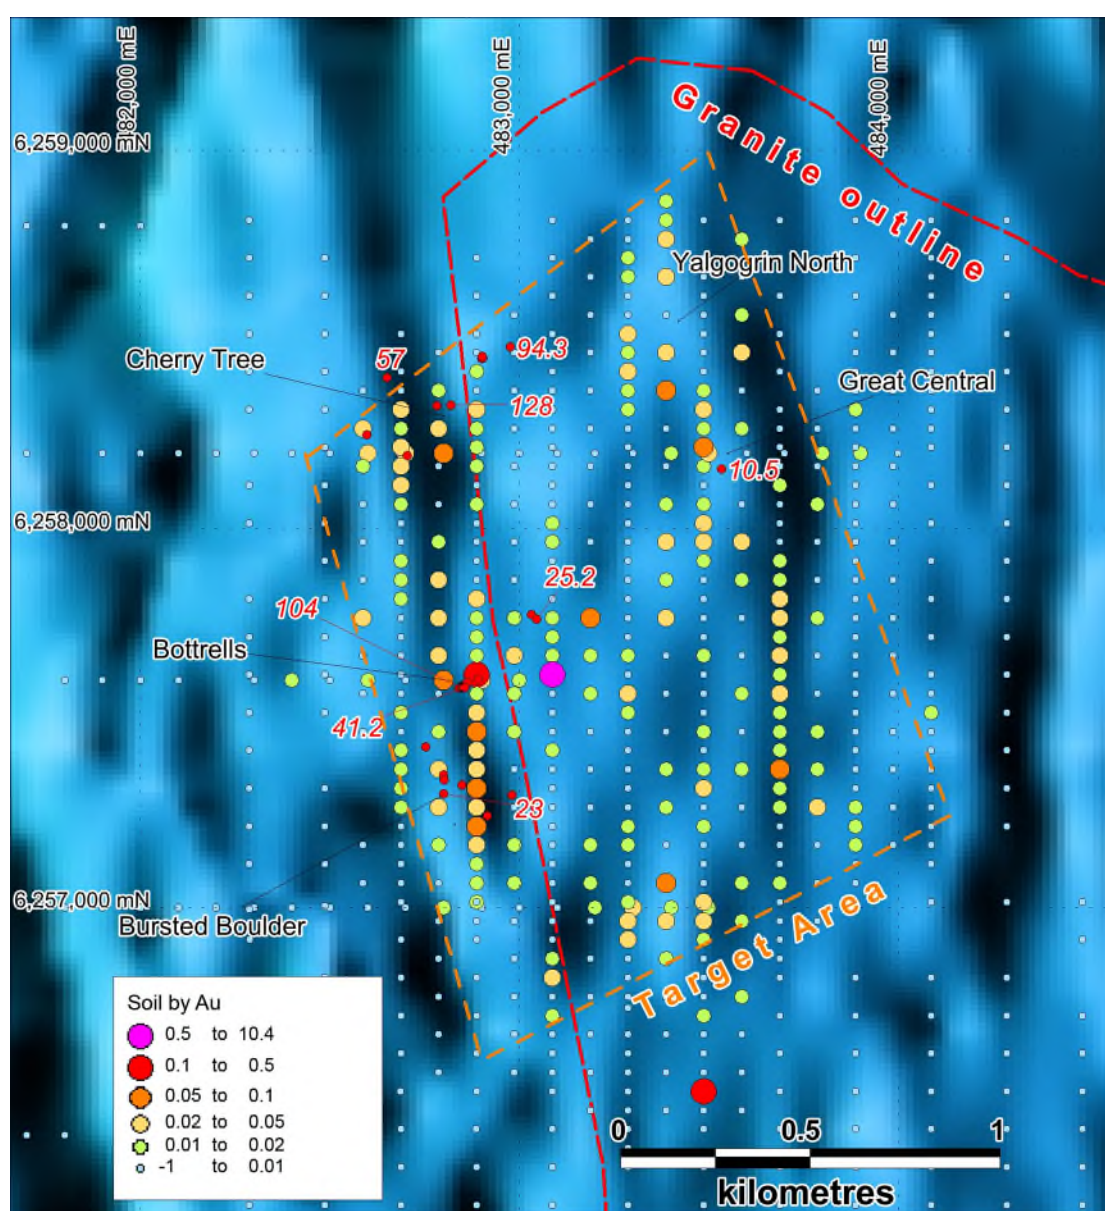 482,000 mE
483,000 mE
484,000 mE
6,259,000 mN
Granite outline
Yalgogrin North
Cherry Tree
57
94.3
128
Great Central
10.5
6,258,000 mN
25.2
104
Bottrells
41.2
23
6,257,000 mN
Bursted Boulder
Target Area
Soil by Au
0.5 to 10.4
0.1 to 0.5
0.05 to 0.1
0.02 to 0.05
0.01 to 0.02
-1 to 0.01
0 0.5 1
kilometres